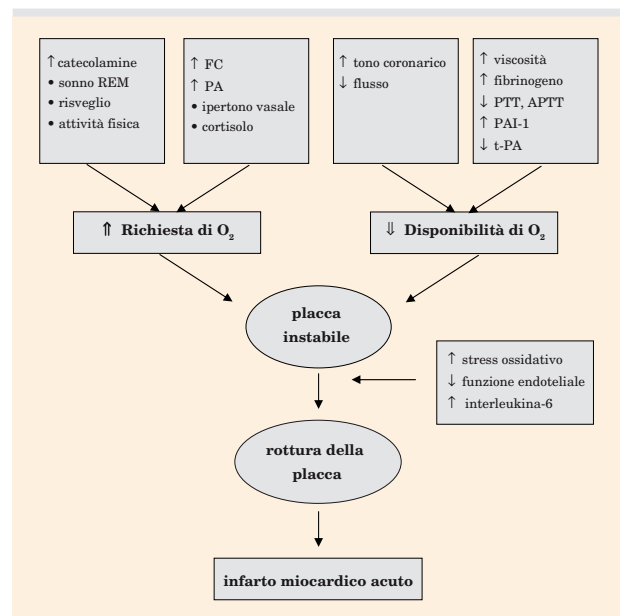 ↑ catecolamine
• sonno REM
• risveglio
• attività fisica
↑ FC
↑ PA
• ipertono vasale
• cortisolo
↑ tono coronarico
↓ flusso
↑ viscosità
↑ fibrinogeno
↓ PTT, APTT
↑ PAI-1
↓ t-PA
⇑ Richiesta di O₂
⇓ Disponibilità di O₂
placca
instabile
↑ stress ossidativo
↓ funzione endoteliale
↑ interleukina-6
rottura della
placca
infarto miocardico acuto